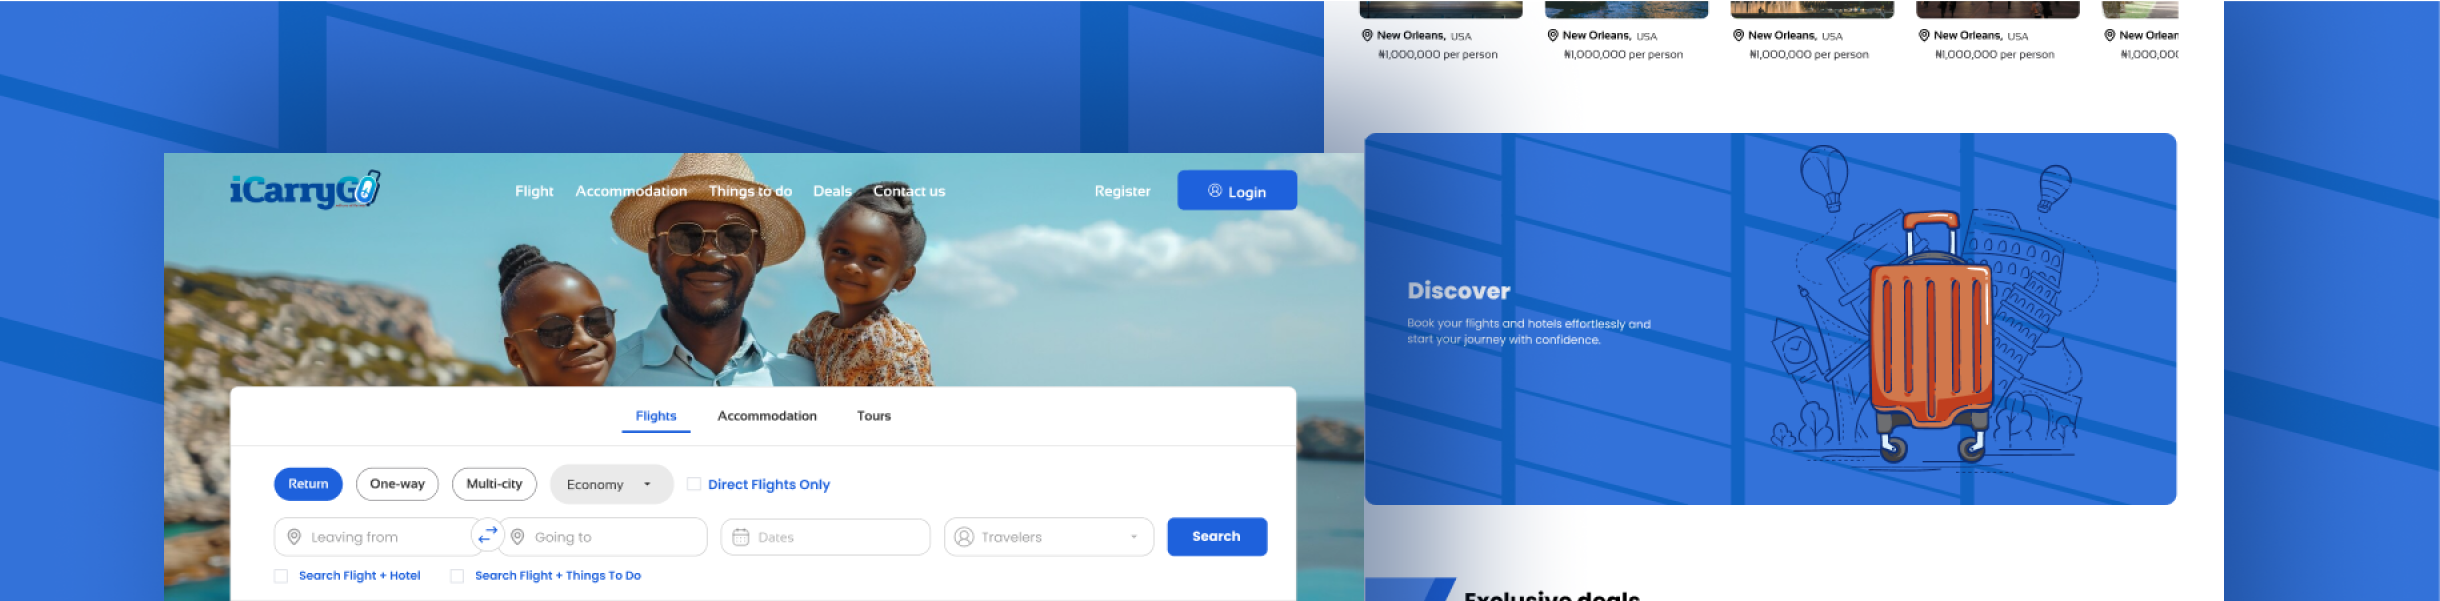 New Orleans, USA
₦1,000,000 per person
New Orleans, USA
₦1,000,000 per person
New Orleans, USA
₦1,000,000 per person
New Orleans, USA
₦1,000,000 per person
New Orlean
₦1,000,000
iCarryGO
Flight Accommodation Things to do Deals Contact us Register Login
Flights Accommodation Tours
Return One-way Multi-city Economy Direct Flights Only
Leaving from Going to Dates Travelers Search
Search Flight + Hotel Search Flight + Things To Do
Discover
Book your flights and hotels effortlessly and
start your journey with confidence.
Exclusive deals